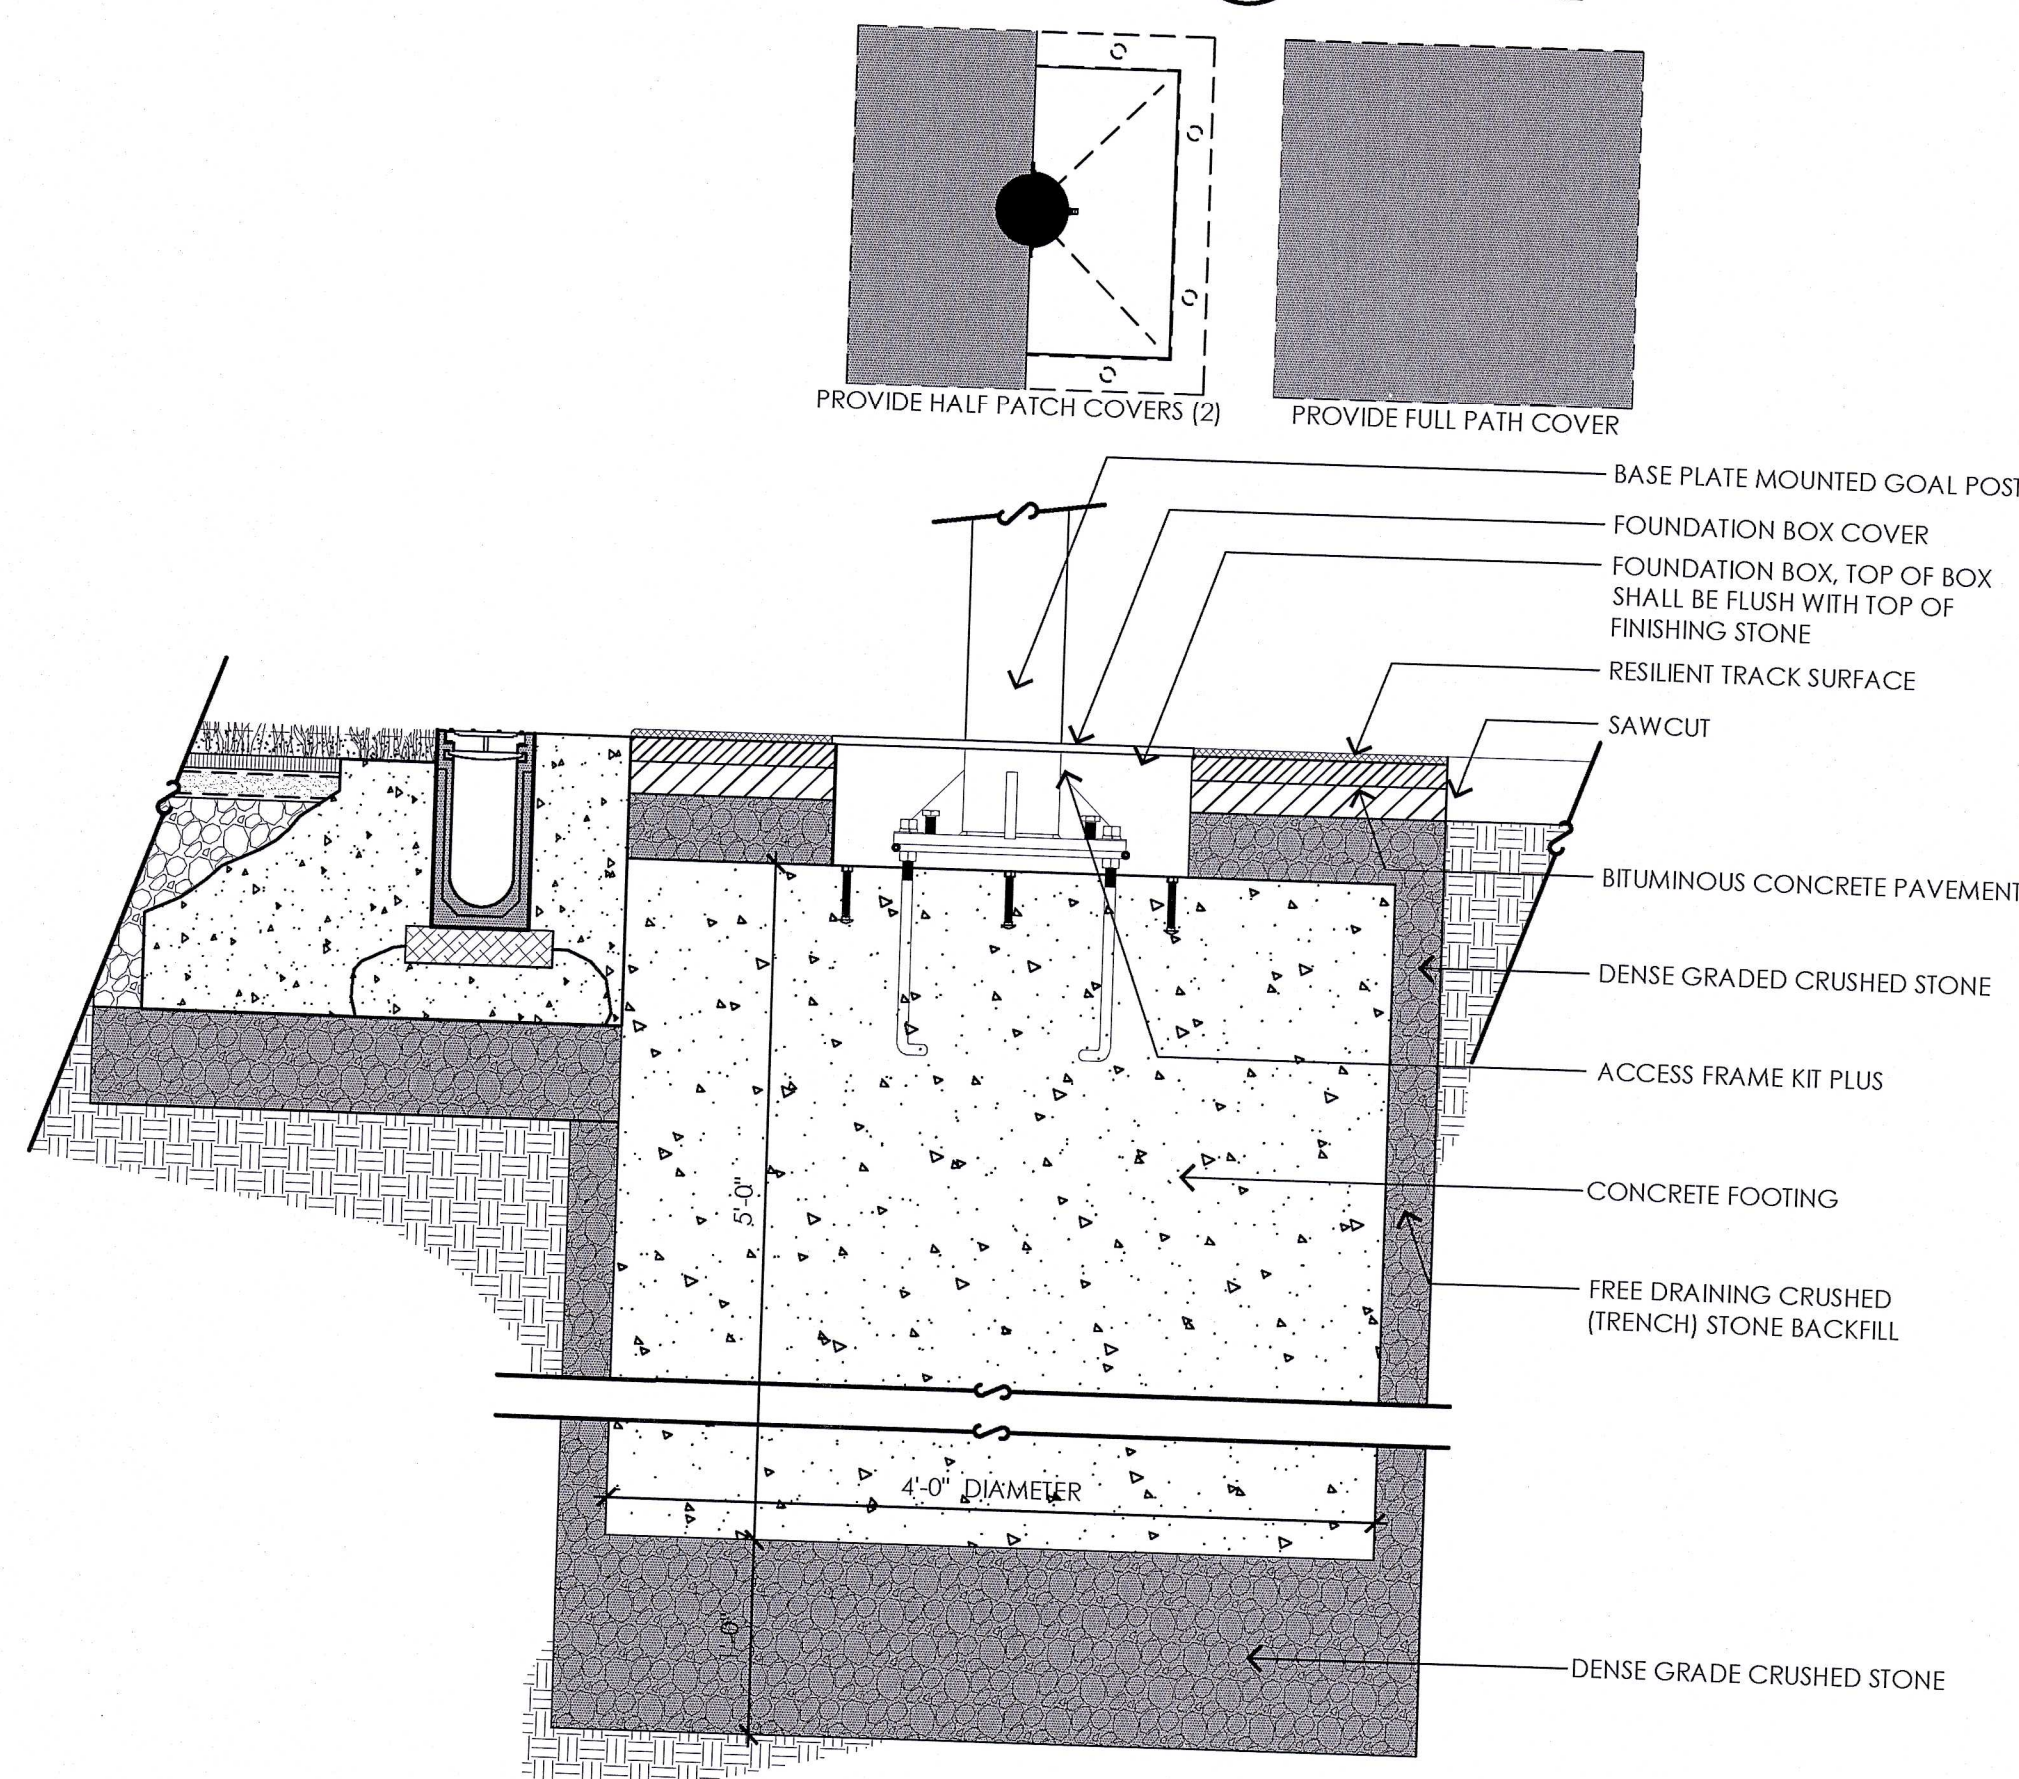 PROVIDE HALF PATCH COVERS (2)
PROVIDE FULL PATH COVER
BASE PLATE MOUNTED GOAL POST
FOUNDATION BOX COVER
FOUNDATION BOX, TOP OF BOX
SHALL BE FLUSH WITH TOP OF
FINISHING STONE
RESILIENT TRACK SURFACE
SAWCUT
BITUMINOUS CONCRETE PAVEMENT
DENSE GRADED CRUSHED STONE
ACCESS FRAME KIT PLUS
5'-0"
CONCRETE FOOTING
FREE DRAINING CRUSHED
(TRENCH) STONE BACKFILL
4'-0" DIAMETER
1'-0"
DENSE GRADE CRUSHED STONE